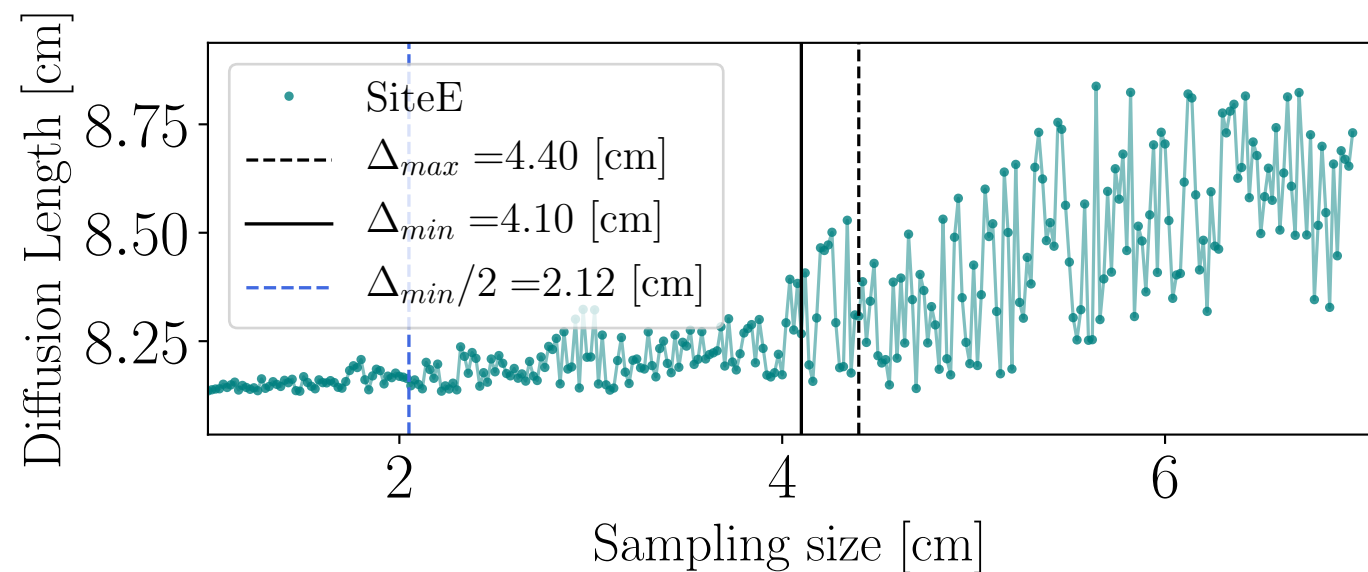 Diffusion Length [cm]
8.75
8.50
8.25
SiteE
Δ_max =4.40 [cm]
Δ_min =4.10 [cm]
Δ_min/2 =2.12 [cm]
2 4 6
Sampling size [cm]